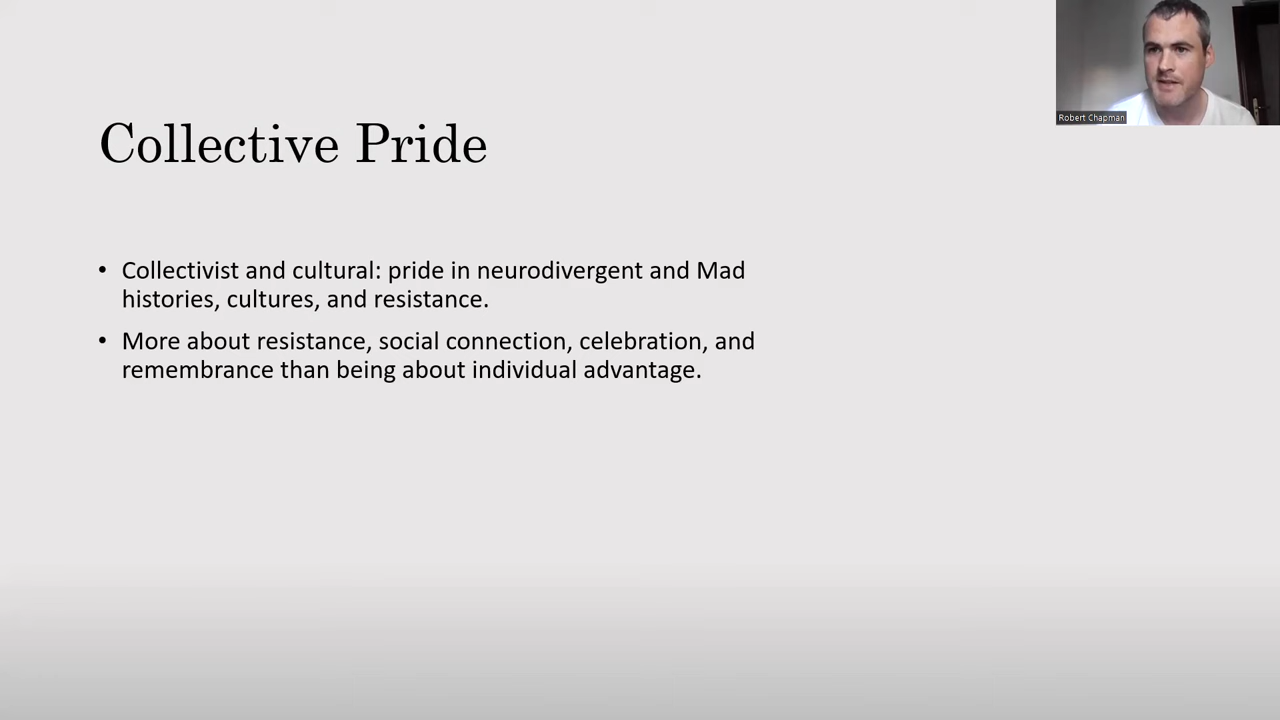 Collective Pride
• Collectivist and cultural: pride in neurodivergent and Mad
histories, cultures, and resistance.
• More about resistance, social connection, celebration, and
remembrance than being about individual advantage.
Robert Chapman